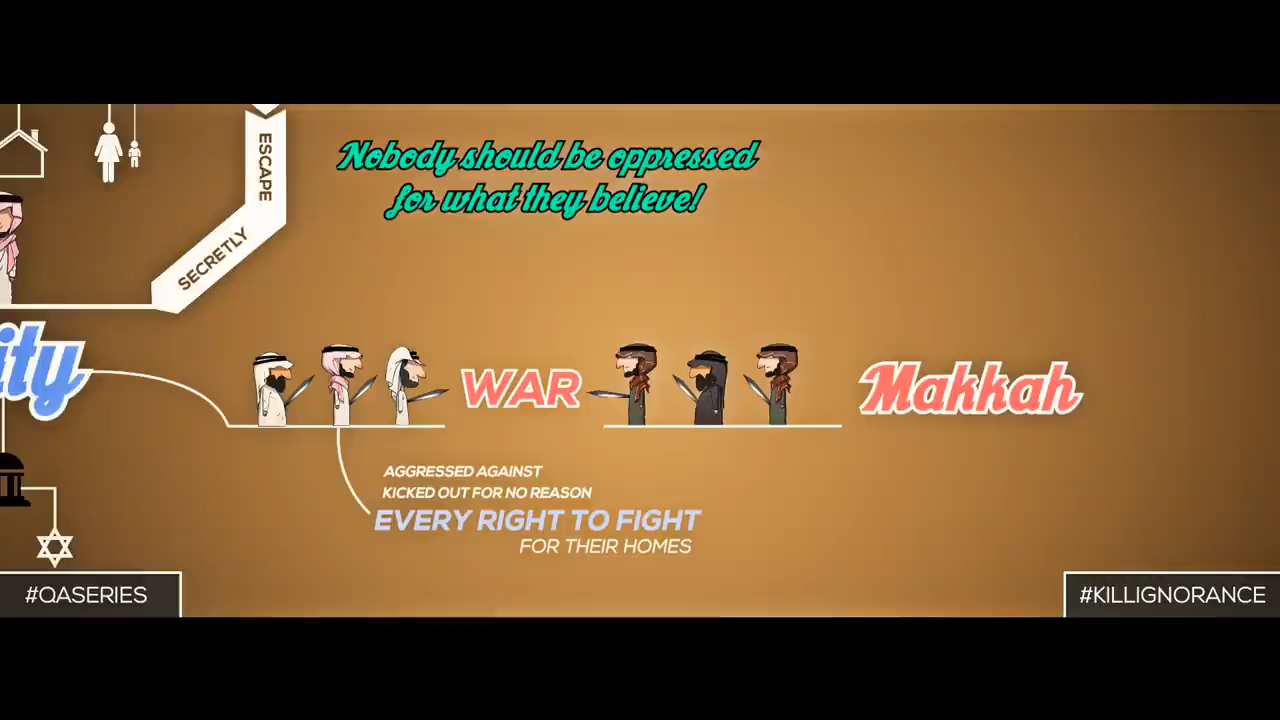 ESCAPE
SECRETLY
Nobody should be oppressed
for what they believe!
ity
WAR
Makkah
AGGRESSED AGAINST
KICKED OUT FOR NO REASON
EVERY RIGHT TO FIGHT
FOR THEIR HOMES
#QASERIES
#KILLIGNORANCE